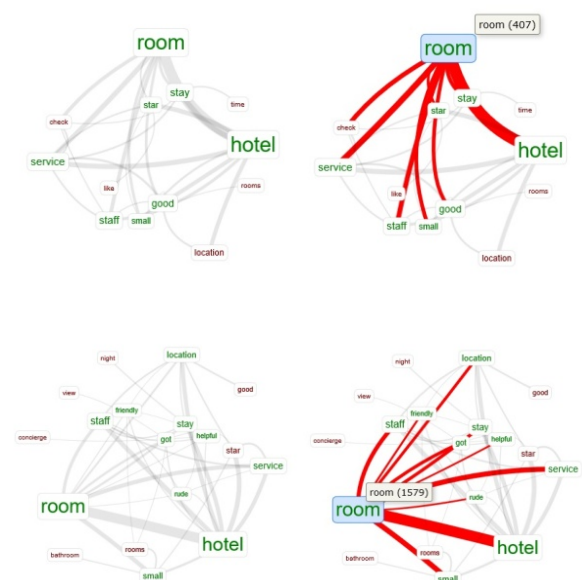 room
stay
star
time
check
hotel
service
like
rooms
good
staff
small
location
room (407)
room
stay
star
time
check
hotel
service
like
rooms
good
staff
small
location
location
night
good
view
friendly
staff
stay
got
helpful
concierge
star
service
rude
room
hotel
rooms
bathroom
small
location
night
good
view
friendly
staff
stay
got
helpful
concierge
star
service
room (1579)
rude
room
hotel
rooms
bathroom
small